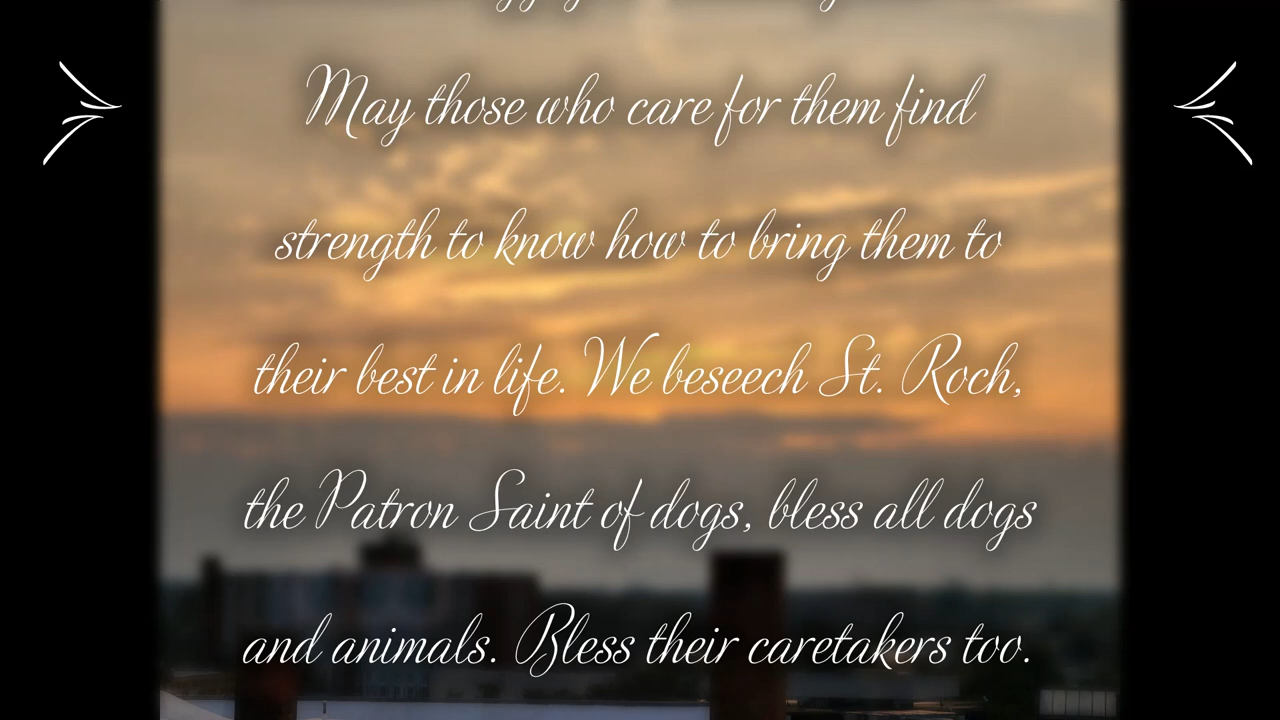 May those who care for them find
strength to know how to bring them to
their best in life. We beseech St. Roch,
the Patron Saint of dogs, bless all dogs
and animals. Bless their caretakers too.